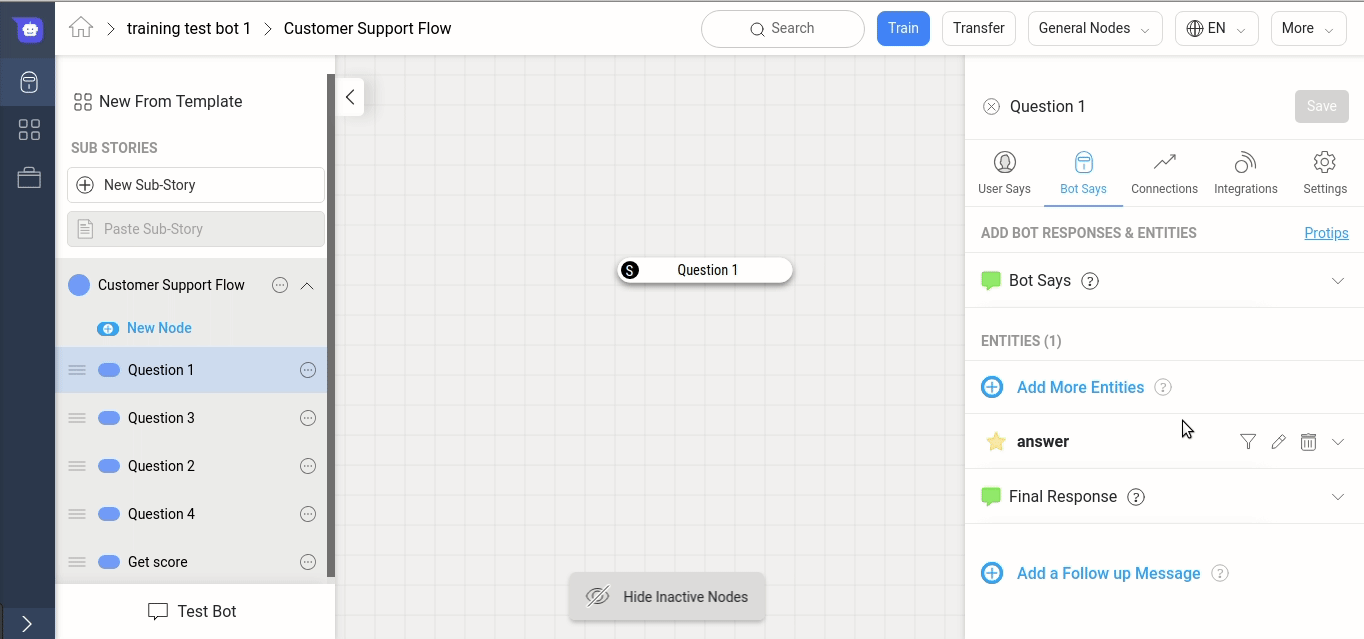 training test bot 1
Customer Support Flow
Search
Train
Transfer
General Nodes
EN
More
New From Template
SUB STORIES
New Sub-Story
Paste Sub-Story
Customer Support Flow
New Node
Question 1
Question 3
Question 2
Question 4
Get score
Test Bot
S Question 1
Hide Inactive Nodes
Question 1
Save
User Says
Bot Says
Connections
Integrations
Settings
ADD BOT RESPONSES & ENTITIES
Protips
Bot Says ?
ENTITIES (1)
Add More Entities ?
answer
Final Response ?
Add a Follow up Message ?